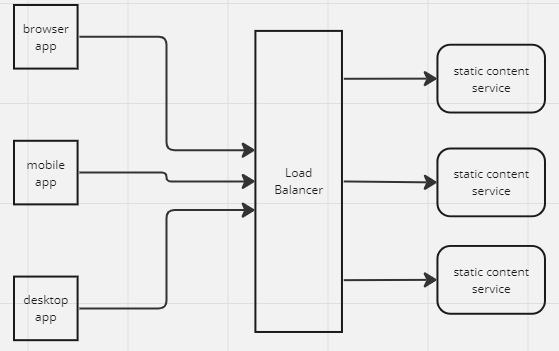 browser
app
mobile
app
desktop
app
Load
Balancer
static content
service
static content
service
static content
service